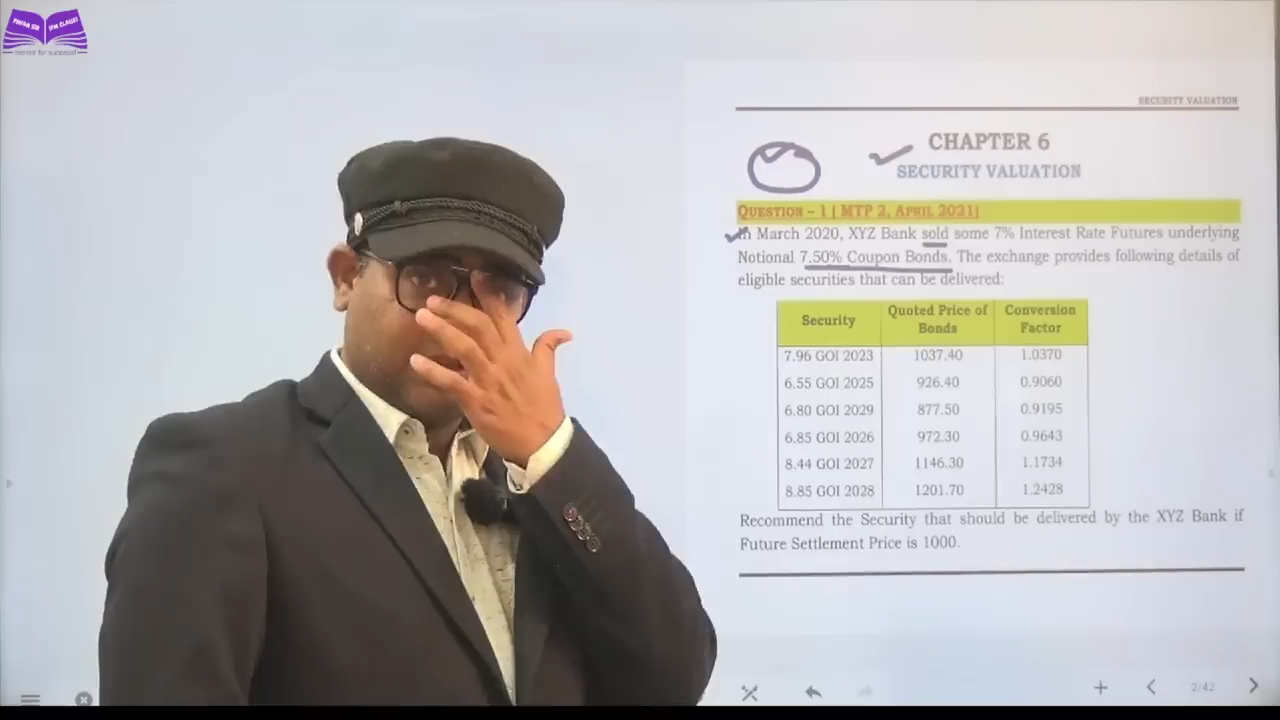 PAVAN SIR SFM CLASSES
SECURITY VALUATION
CHAPTER 6
SECURITY VALUATION
QUESTION – 1 [ MTP 2, APRIL 2021]
In March 2020, XYZ Bank sold some 7% Interest Rate Futures underlying
Notional 7.50% Coupon Bonds. The exchange provides following details of
eligible securities that can be delivered:
Security Quoted Price of Bonds Conversion Factor
7.96 GOI 2023 1037.40 1.0370
6.55 GOI 2025 926.40 0.9060
6.80 GOI 2029 877.50 0.9195
6.85 GOI 2026 972.30 0.9643
8.44 GOI 2027 1146.30 1.1734
8.85 GOI 2028 1201.70 1.2428
Recommend the Security that should be delivered by the XYZ Bank if
Future Settlement Price is 1000.
2/42